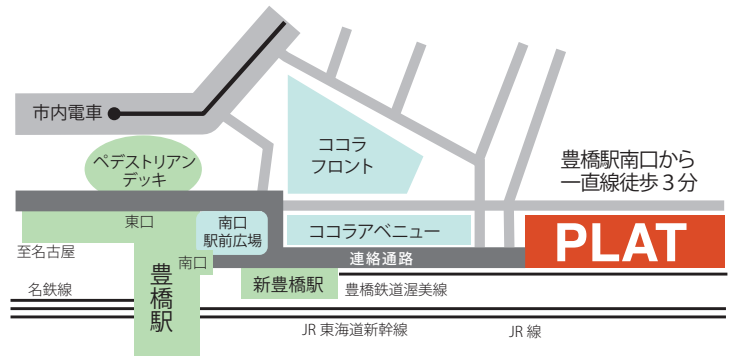 市内電車
ペデストリアン
デッキ
ココラ
フロント
豊橋駅南口から
一直線徒歩3分
東口
南口
駅前広場
ココラアベニュー
PLAT
至名古屋
南口
連絡通路
豊橋駅
新豊橋駅
名鉄線
豊橋鉄道渥美線
JR 東海道新幹線
JR 線